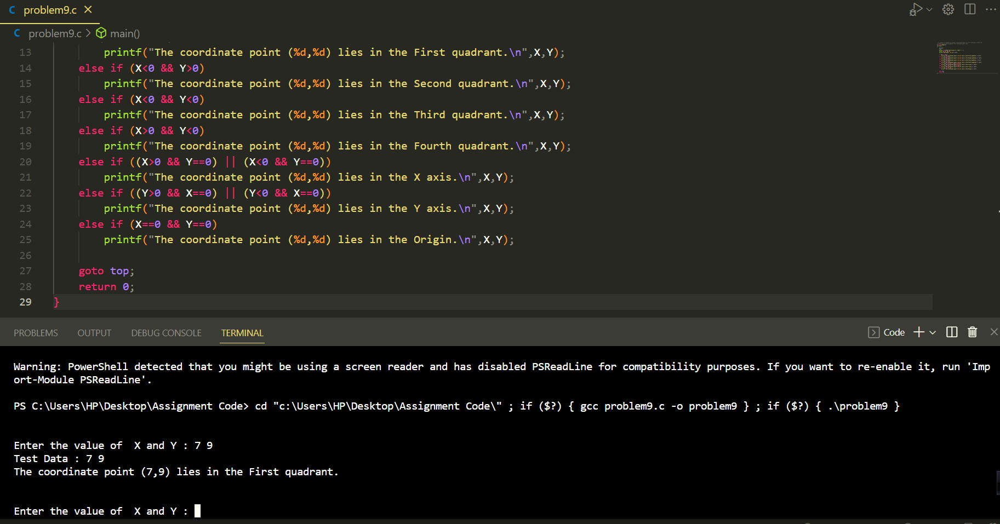 problem9.c
problem9.c > main()
13 printf("The coordinate point (%d,%d) lies in the First quadrant.\n",X,Y);
14 else if (X<0 && Y>0)
15 printf("The coordinate point (%d,%d) lies in the Second quadrant.\n",X,Y);
16 else if (X<0 && Y<0)
17 printf("The coordinate point (%d,%d) lies in the Third quadrant.\n",X,Y);
18 else if (X>0 && Y<0)
19 printf("The coordinate point (%d,%d) lies in the Fourth quadrant.\n",X,Y);
20 else if ((X>0 && Y==0) || (X<0 && Y==0))
21 printf("The coordinate point (%d,%d) lies in the X axis.\n",X,Y);
22 else if ((Y>0 && X==0) || (Y<0 && X==0))
23 printf("The coordinate point (%d,%d) lies in the Y axis.\n",X,Y);
24 else if (X==0 && Y==0)
25 printf("The coordinate point (%d,%d) lies in the Origin.\n",X,Y);
26
27 goto top;
28 return 0;
29 }
PROBLEMS OUTPUT DEBUG CONSOLE TERMINAL Code
Warning: PowerShell detected that you might be using a screen reader and has disabled PSReadLine for compatibility purposes. If you want to re-enable it, run 'Imp
ort-Module PSReadLine'.
PS C:\Users\HP\Desktop\Assignment Code> cd "c:\Users\HP\Desktop\Assignment Code\" ; if ($?) { gcc problem9.c -o problem9 } ; if ($?) { .\problem9 }
Enter the value of  X and Y : 7 9
Test Data : 7 9
The coordinate point (7,9) lies in the First quadrant.
Enter the value of  X and Y :